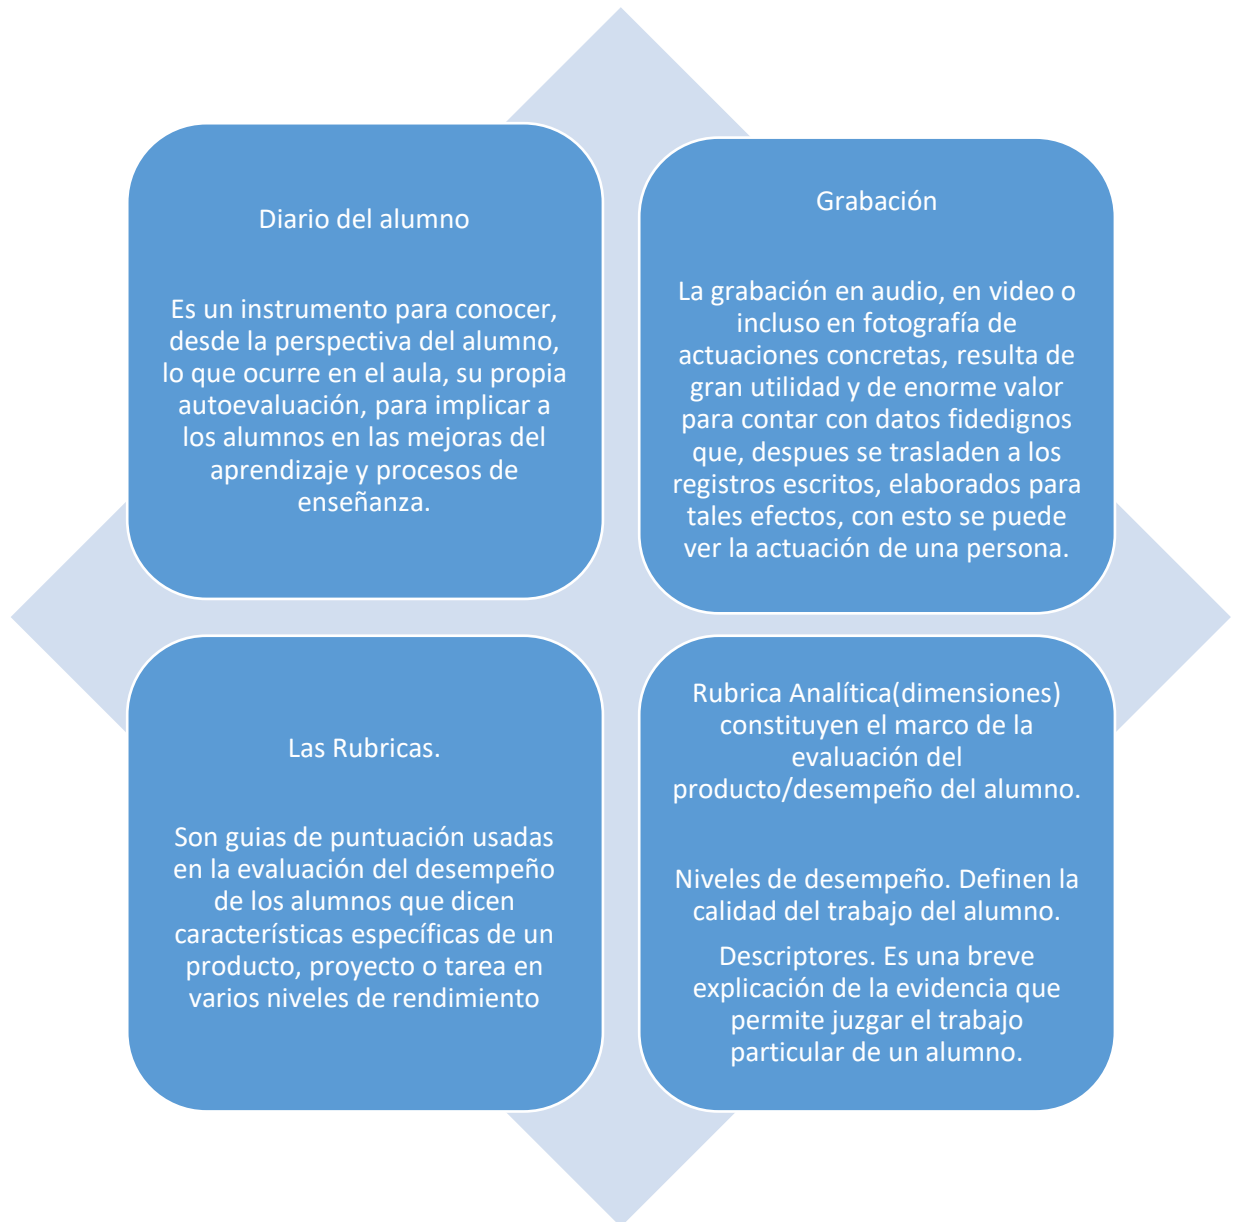 Diario del alumno
Es un instrumento para conocer,
desde la perspectiva del alumno,
lo que ocurre en el aula, su propia
autoevaluación, para implicar a
los alumnos en las mejoras del
aprendizaje y procesos de
enseñanza.
Grabación
La grabación en audio, en video o
incluso en fotografía de
actuaciones concretas, resulta de
gran utilidad y de enorme valor
para contar con datos fidedignos
que, despues se trasladen a los
registros escritos, elaborados para
tales efectos, con esto se puede
ver la actuación de una persona.
Las Rubricas.
Son guias de puntuación usadas
en la evaluación del desempeño
de los alumnos que dicen
características específicas de un
producto, proyecto o tarea en
varios niveles de rendimiento
Rubrica Analítica(dimensiones)
constituyen el marco de la
evaluación del
producto/desempeño del alumno.
Niveles de desempeño. Definen la
calidad del trabajo del alumno.
Descriptores. Es una breve
explicación de la evidencia que
permite juzgar el trabajo
particular de un alumno.